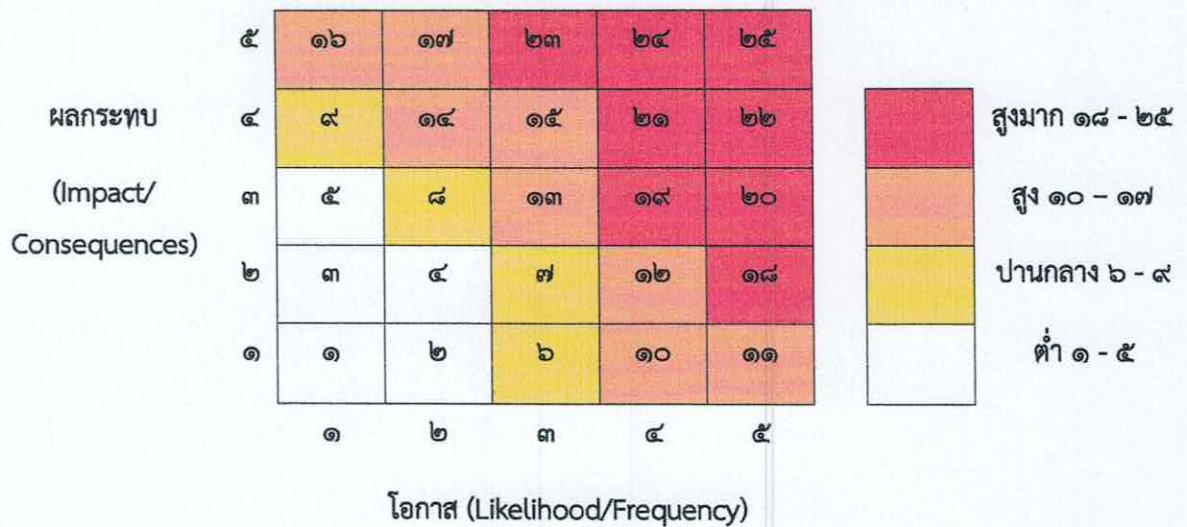 ๕ ๑๖ ๑๗ ๒๓ ๒๔ ๒๕
ผลกระทบ ๔ ๙ ๑๔ ๑๕ ๒๑ ๒๒ สูงมาก ๑๘ - ๒๕
(Impact/ ๓ ๕ ๘ ๑๓ ๑๙ ๒๐ สูง ๑๐ – ๑๗
Consequences)
๒ ๓ ๔ ๗ ๑๒ ๑๘ ปานกลาง ๖ - ๙
๑ ๑ ๒ ๖ ๑๐ ๑๑ ต่ำ ๑ - ๕
๑ ๒ ๓ ๔ ๕
โอกาส (Likelihood/Frequency)